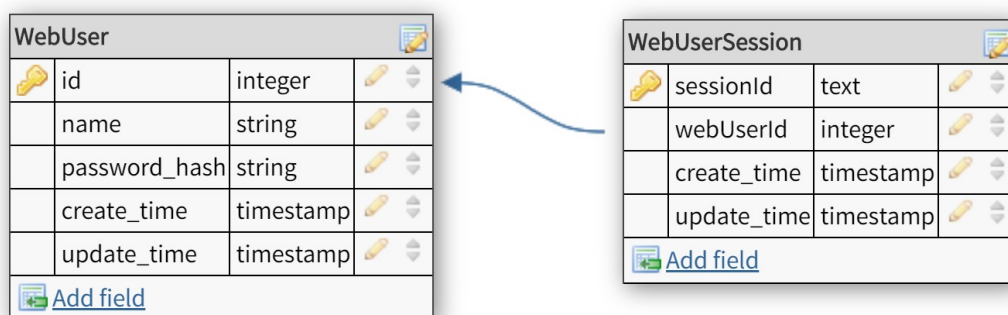 WebUser
id integer
name string
password_hash string
create_time timestamp
update_time timestamp
Add field
WebUserSession
sessionId text
webUserId integer
create_time timestamp
update_time timestamp
Add field